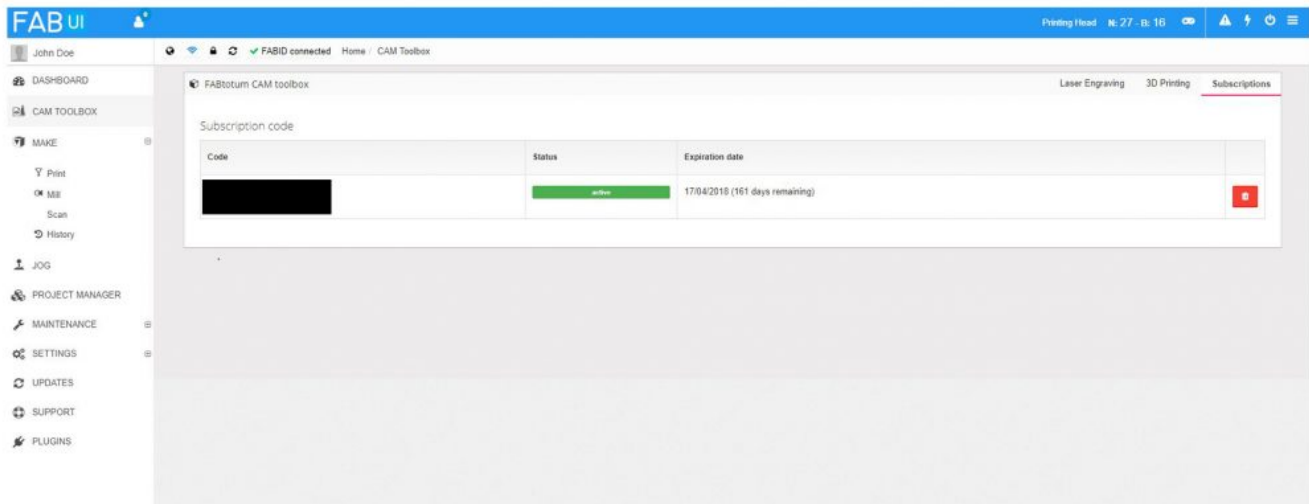 FAB UI
Printing Head N: 27 - B: 16
John Doe
FABID connected Home / CAM Toolbox
DASHBOARD
CAM TOOLBOX
MAKE
Print
Mill
Scan
History
JOG
PROJECT MANAGER
MAINTENANCE
SETTINGS
UPDATES
SUPPORT
PLUGINS
FABtotum CAM toolbox
Laser Engraving 3D Printing Subscriptions
Subscription code
Code Status Expiration date
active 17/04/2018 (161 days remaining)